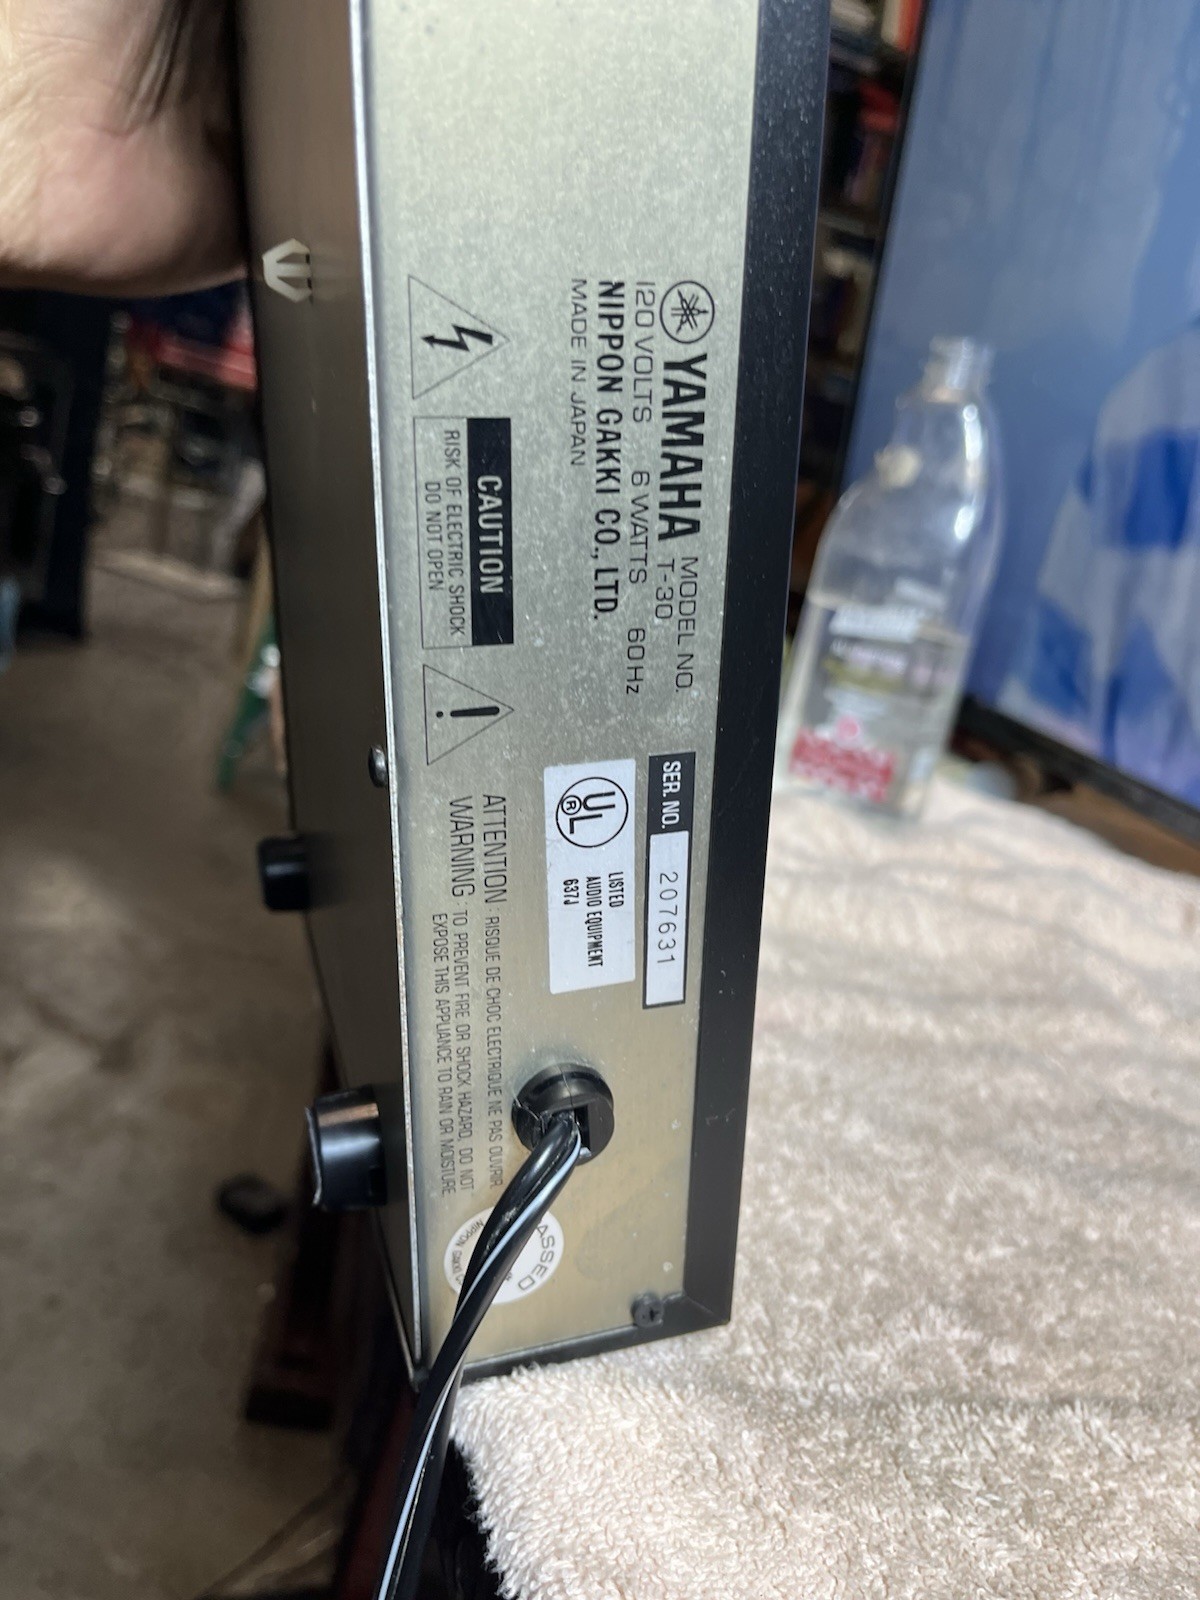 YAMAHA MODEL NO. T-30
120 VOLTS 6 WATTS 60Hz
NIPPON GAKKI CO., LTD.
MADE IN JAPAN
SER. NO. 207631
UL
®
LISTED
AUDIO EQUIPMENT
637J
CAUTION
RISK OF ELECTRIC SHOCK
DO NOT OPEN
!
ATTENTION : RISQUE DE CHOC ELECTRIQUE NE PAS OUVRIR
WARNING : TO PREVENT FIRE OR SHOCK HAZARD, DO NOT
EXPOSE THIS APPLIANCE TO RAIN OR MOISTURE
NIPPON GAKKI